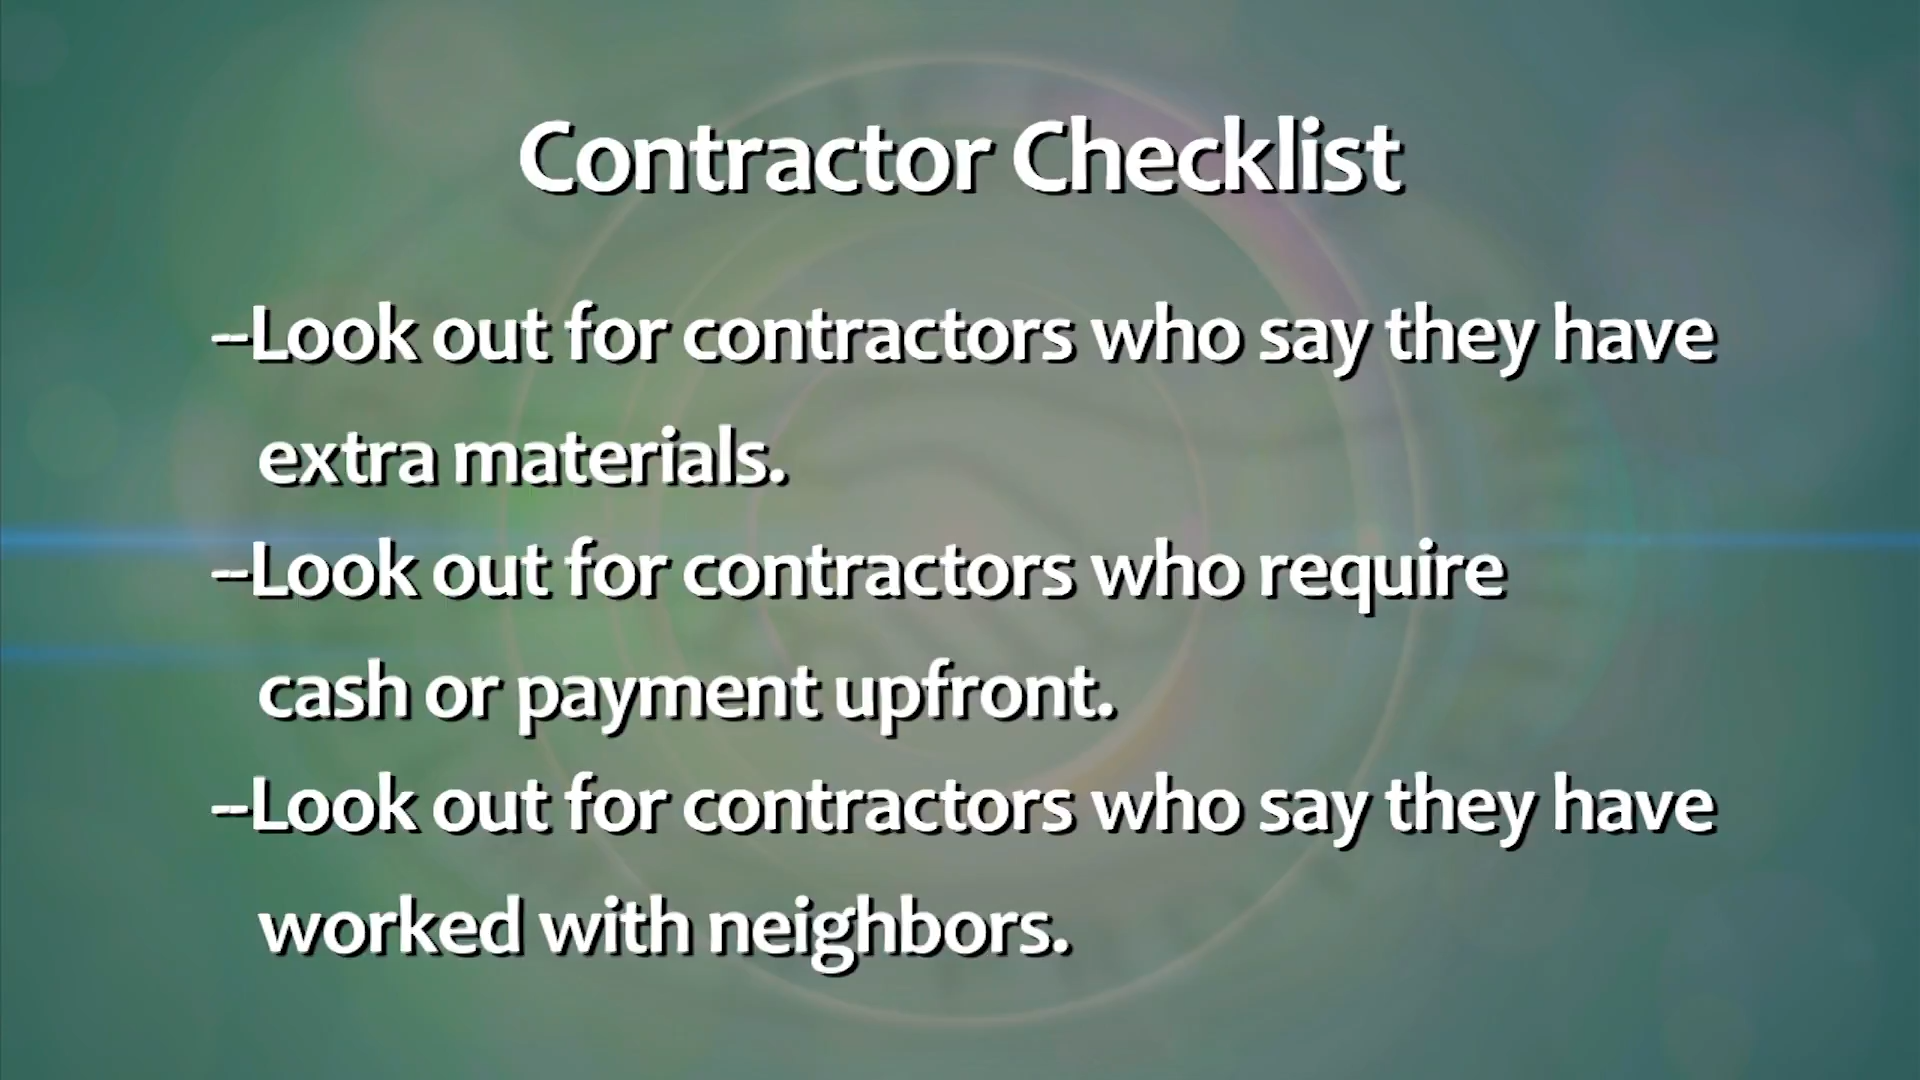 Contractor Checklist
–Look out for contractors who say they have
extra materials.
–Look out for contractors who require
cash or payment upfront.
–Look out for contractors who say they have
worked with neighbors.